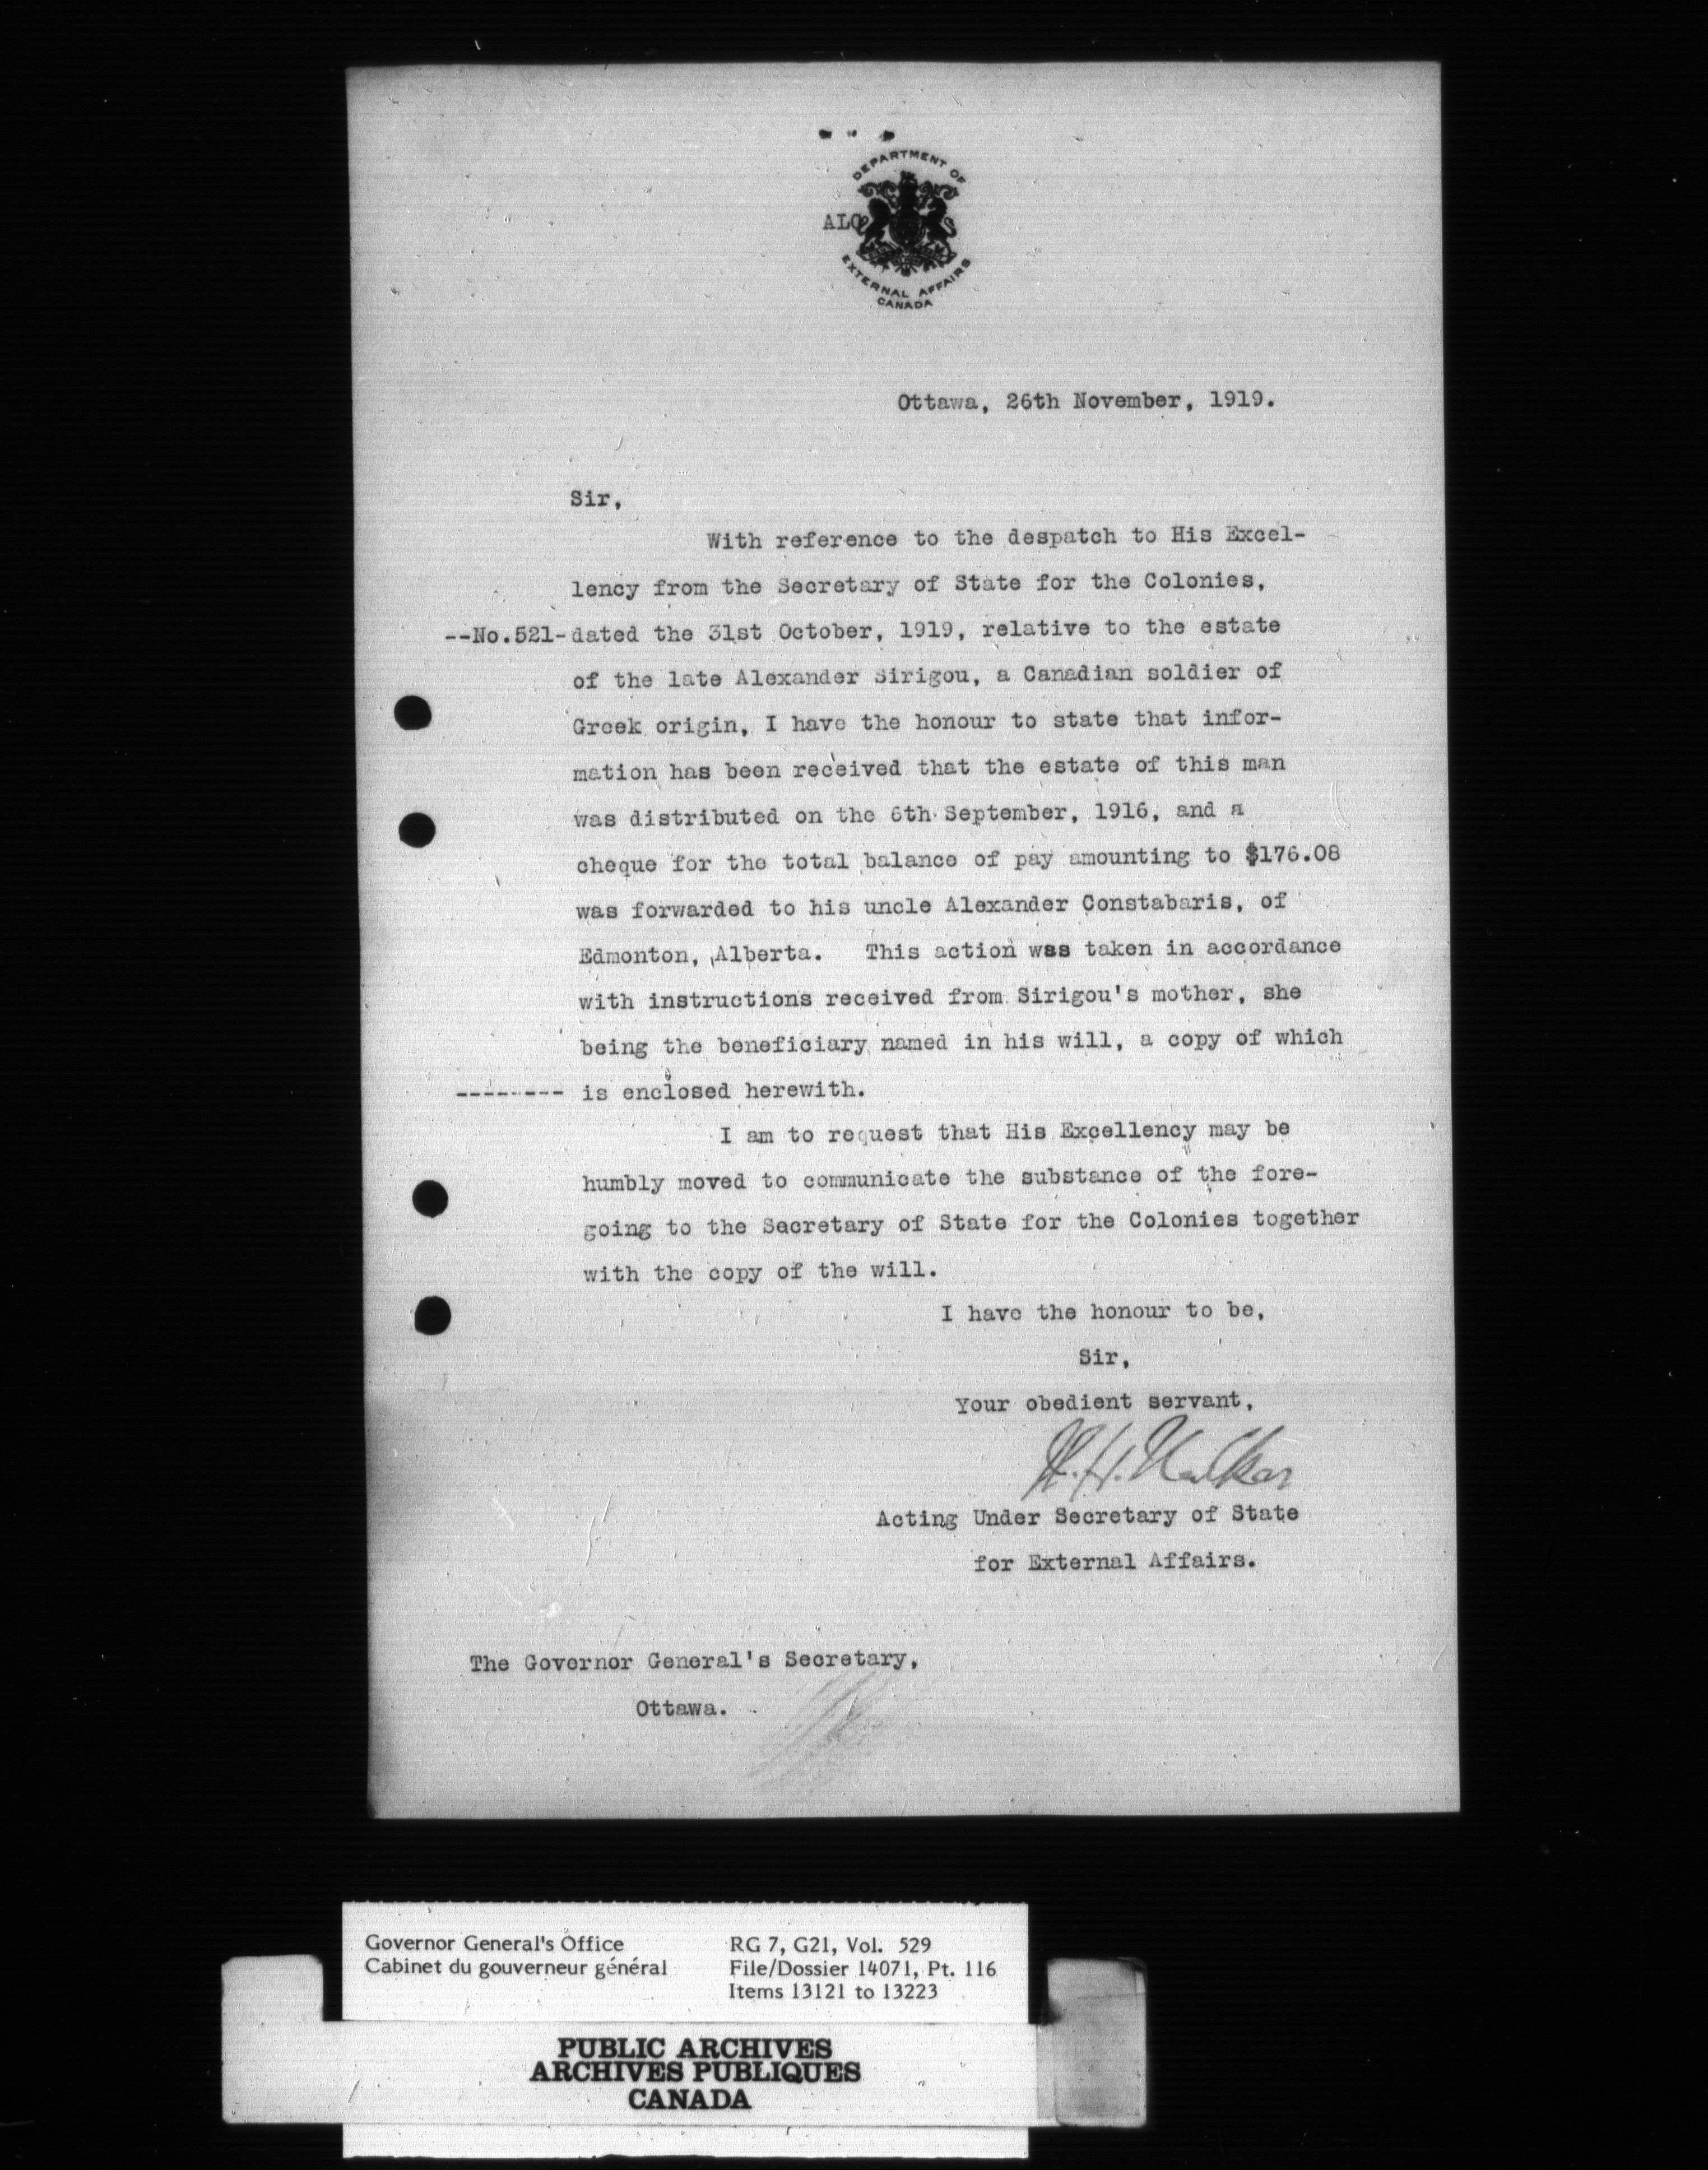 DEPARTMENT OF
ALC
EXTERNAL AFFAIRS
CANADA
Ottawa, 26th November, 1919.
Sir,
With reference to the despatch to His Excel-
lency from the Secretary of State for the Colonies,
--No.521-dated the 31st October, 1919, relative to the estate
of the late Alexander Sirigou, a Canadian soldier of
Greek origin, I have the honour to state that infor-
mation has been received that the estate of this man
was distributed on the 6th September, 1916, and a
cheque for the total balance of pay amounting to $176.08
was forwarded to his uncle Alexander Constabaris, of
Edmonton, Alberta. This action was taken in accordance
with instructions received from Sirigou's mother, she
being the beneficiary named in his will, a copy of which
-------- is enclosed herewith.
I am to request that His Excellency may be
humbly moved to communicate the substance of the fore-
going to the Secretary of State for the Colonies together
with the copy of the will.
I have the honour to be,
Sir,
Your obedient servant,
W. H. Walker
Acting Under Secretary of State
for External Affairs.
The Governor General's Secretary,
Ottawa.
Governor General's Office
Cabinet du gouverneur général
RG 7, G21, Vol. 529
File/Dossier 14071, Pt. 116
Items 13121 to 13223
PUBLIC ARCHIVES
ARCHIVES PUBLIQUES
CANADA